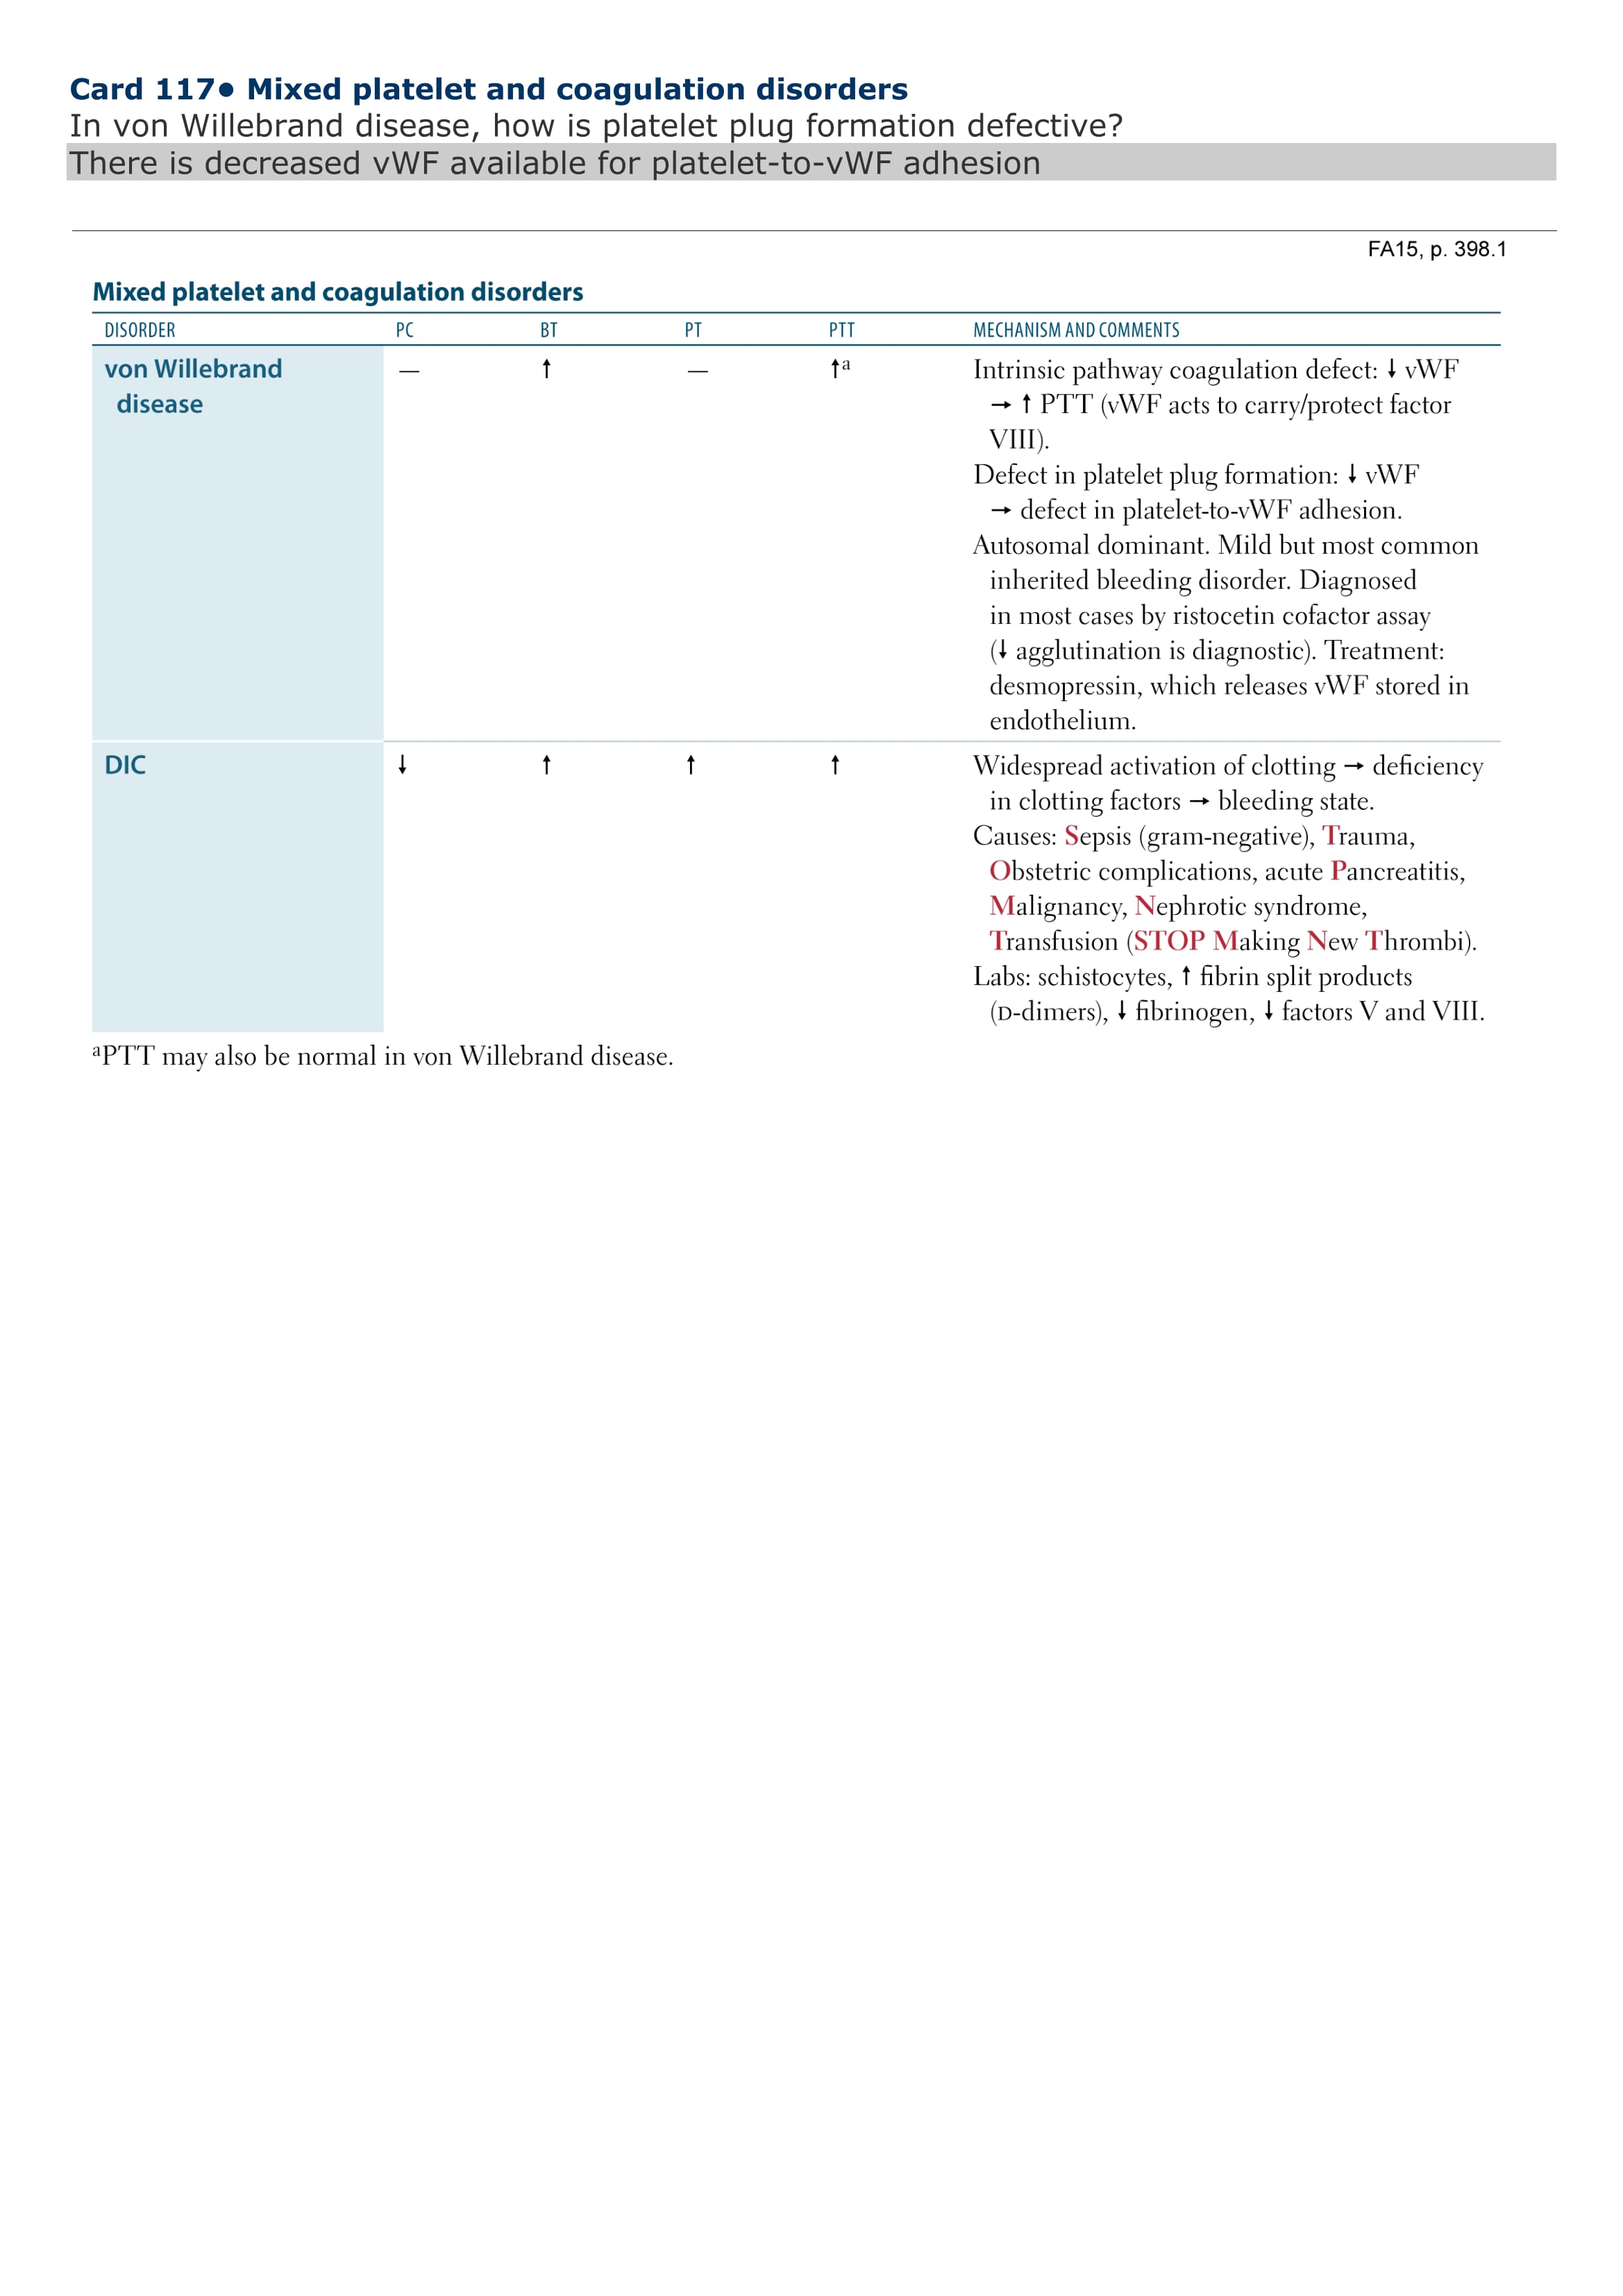 Card 117• Mixed platelet and coagulation disorders
In von Willebrand disease, how is platelet plug formation defective?
There is decreased vWF available for platelet-to-vWF adhesion
FA15, p. 398.1
Mixed platelet and coagulation disorders
DISORDER PC BT PT PTT MECHANISM AND COMMENTS
von Willebrand disease — ↑ — ↑a Intrinsic pathway coagulation defect: ↓ vWF
→ ↑ PTT (vWF acts to carry/protect factor
VIII).
Defect in platelet plug formation: ↓ vWF
→ defect in platelet-to-vWF adhesion.
Autosomal dominant. Mild but most common
inherited bleeding disorder. Diagnosed
in most cases by ristocetin cofactor assay
(↓ agglutination is diagnostic). Treatment:
desmopressin, which releases vWF stored in
endothelium.
DIC ↓ ↑ ↑ ↑ Widespread activation of clotting → deficiency
in clotting factors → bleeding state.
Causes: Sepsis (gram-negative), Trauma,
Obstetric complications, acute Pancreatitis,
Malignancy, Nephrotic syndrome,
Transfusion (STOP Making New Thrombi).
Labs: schistocytes, ↑ fibrin split products
(D-dimers), ↓ fibrinogen, ↓ factors V and VIII.
aPTT may also be normal in von Willebrand disease.